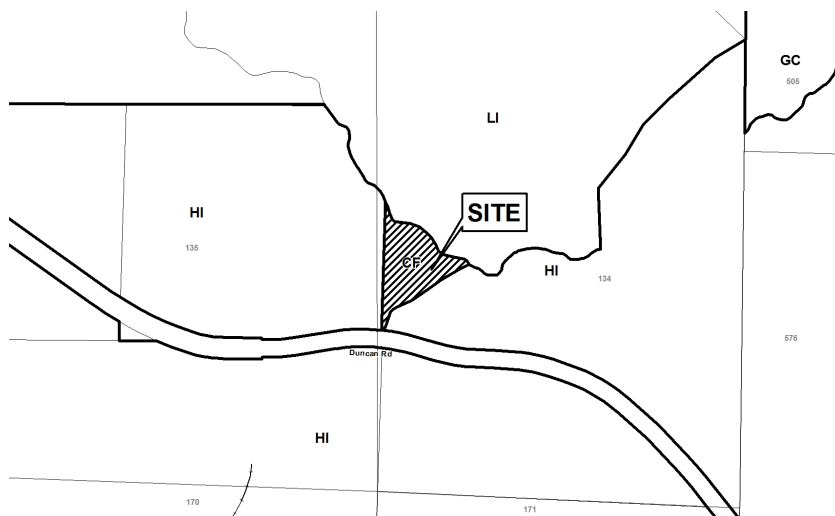 GC
505
LI
HI
135
SITE
CF
HI
134
576
Duncan Rd
HI
170
171